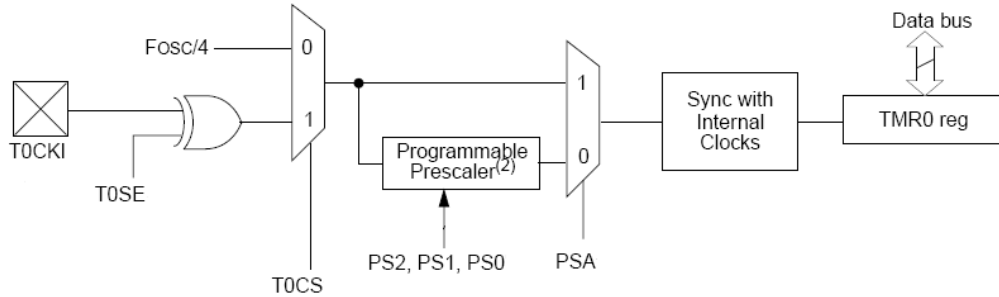 Data bus
Fosc/4
0
1
T0CKI
T0SE
T0CS
1
0
Programmable
Prescaler(2)
PS2, PS1, PS0
PSA
Sync with
Internal
Clocks
TMR0 reg